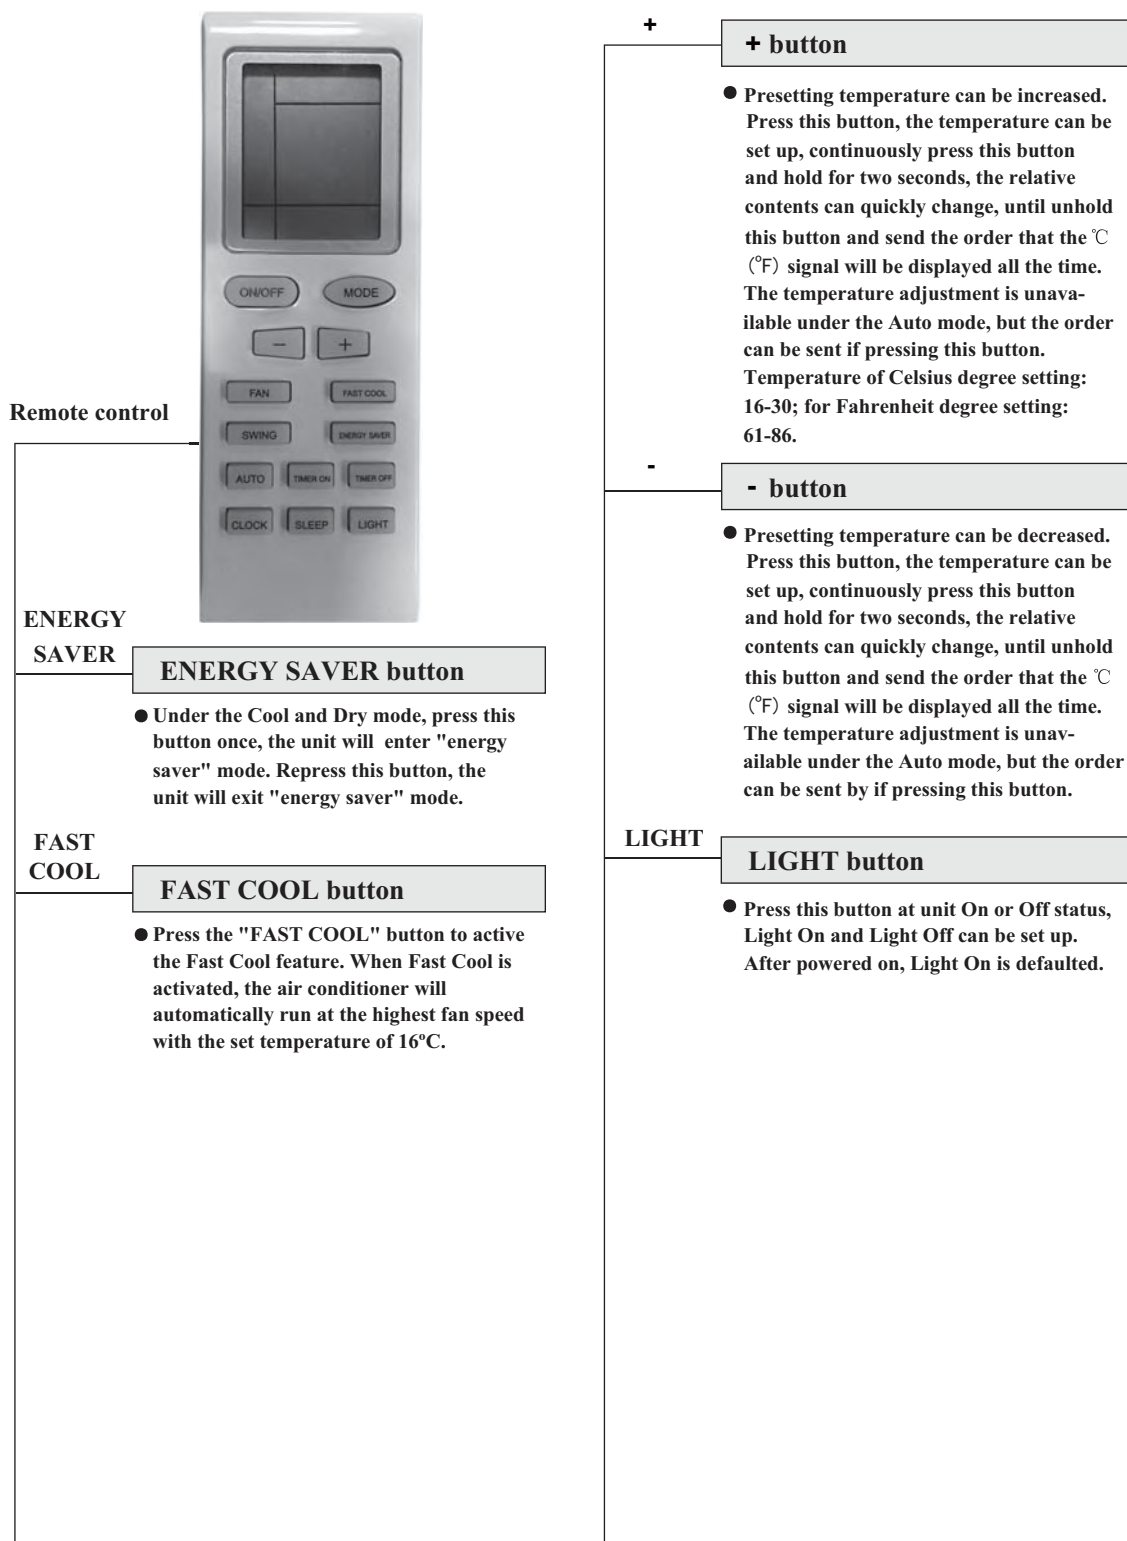 ON/OFF MODE
- +
FAN FAST COOL
SWING ENERGY SAVER
AUTO TIMER ON TIMER OFF
CLOCK SLEEP LIGHT
Remote control
ENERGY
SAVER
ENERGY SAVER button
● Under the Cool and Dry mode, press this
button once, the unit will enter "energy
saver" mode. Repress this button, the
unit will exit "energy saver" mode.
FAST
COOL
FAST COOL button
● Press the "FAST COOL" button to active
the Fast Cool feature. When Fast Cool is
activated, the air conditioner will
automatically run at the highest fan speed
with the set temperature of 16ºC.
+
+ button
● Presetting temperature can be increased.
Press this button, the temperature can be
set up, continuously press this button
and hold for two seconds, the relative
contents can quickly change, until unhold
this button and send the order that the ℃
(°F) signal will be displayed all the time.
The temperature adjustment is unava-
ilable under the Auto mode, but the order
can be sent if pressing this button.
Temperature of Celsius degree setting:
16-30; for Fahrenheit degree setting:
61-86.
-
- button
● Presetting temperature can be decreased.
Press this button, the temperature can be
set up, continuously press this button
and hold for two seconds, the relative
contents can quickly change, until unhold
this button and send the order that the ℃
(°F) signal will be displayed all the time.
The temperature adjustment is unav-
ailable under the Auto mode, but the order
can be sent by if pressing this button.
LIGHT
LIGHT button
● Press this button at unit On or Off status,
Light On and Light Off can be set up.
After powered on, Light On is defaulted.